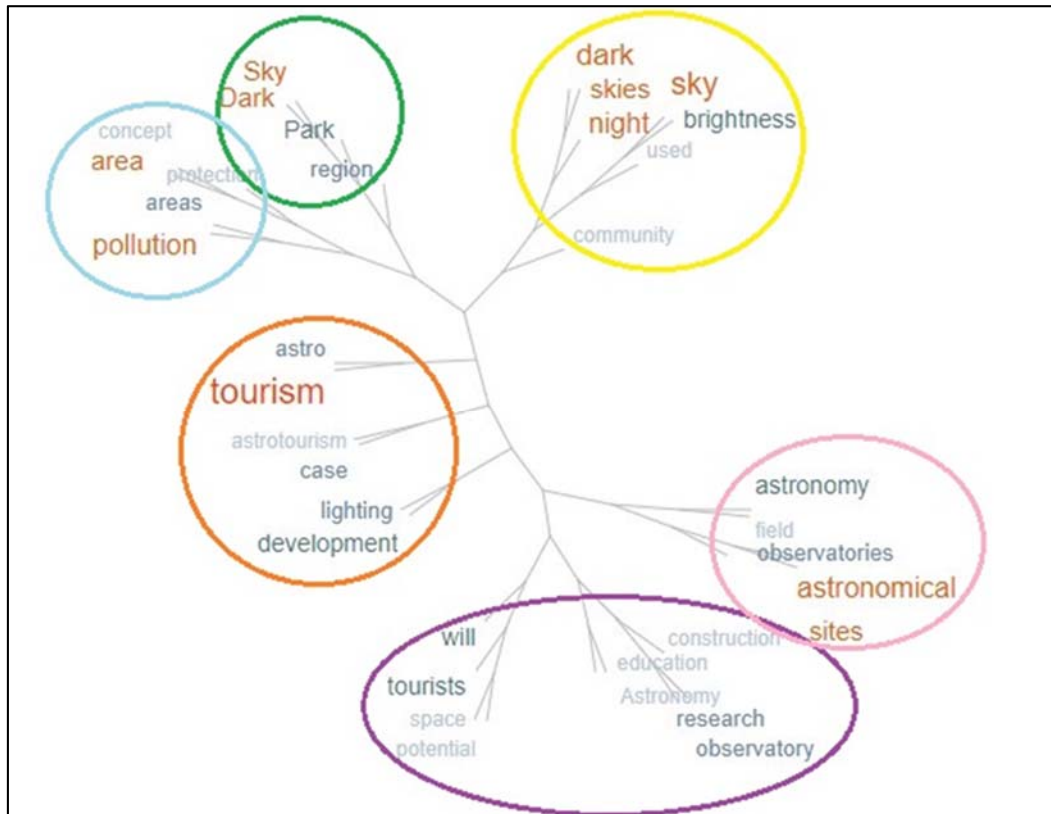 Sky
Dark
Park
region
concept
area
protection
areas
pollution
dark
skies
sky
night
brightness
used
community
astro
tourism
astrotourism
case
lighting
development
astronomy
field
observatories
astronomical
sites
will
tourists
space
potential
construction
education
Astronomy
research
observatory